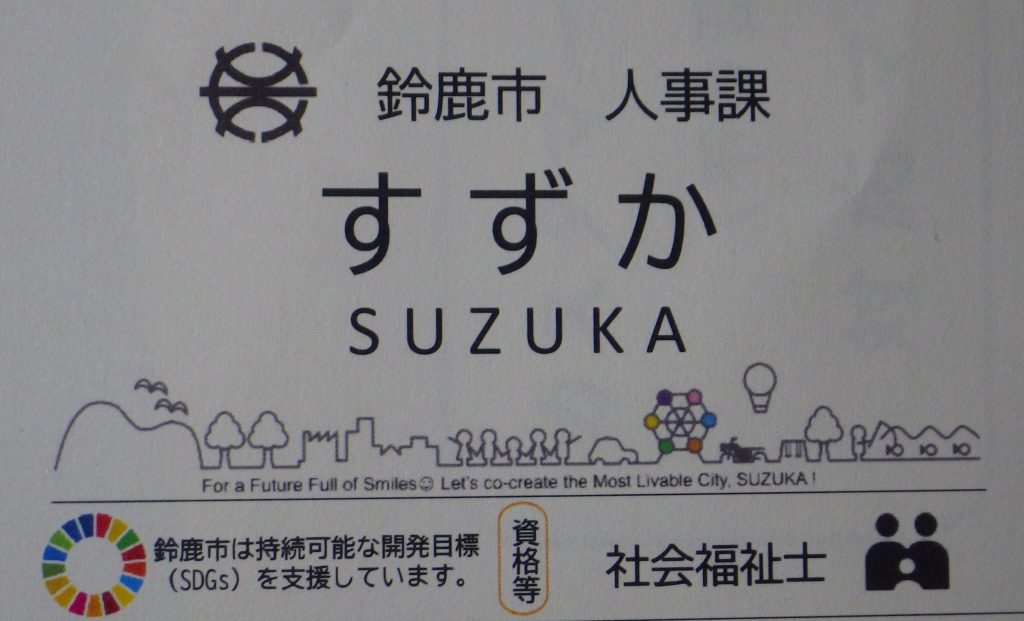 鈴鹿市 人事課
すずか
SUZUKA
For a Future Full of Smiles☺ Let's co-create the Most Livable City, SUZUKA!
鈴鹿市は持続可能な開発目標
(SDGs)を支援しています。
資格等
社会福祉士